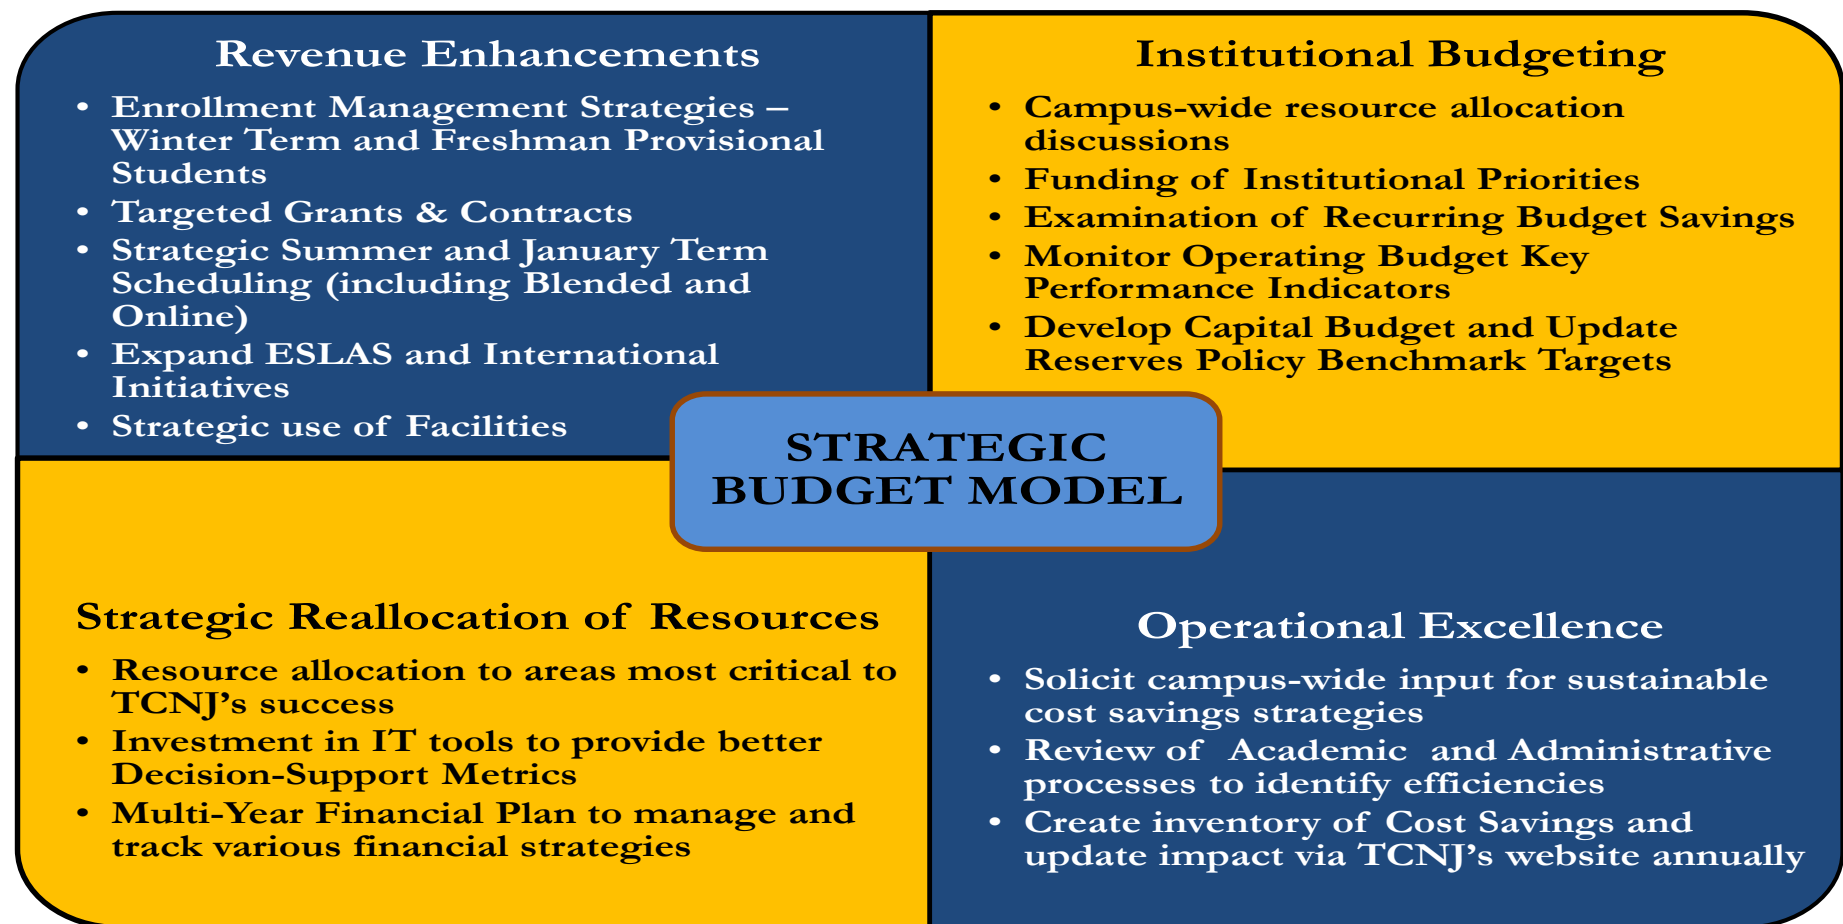 Revenue Enhancements
• Enrollment Management Strategies –
Winter Term and Freshman Provisional
Students
• Targeted Grants & Contracts
• Strategic Summer and January Term
Scheduling (including Blended and
Online)
• Expand ESLAS and International
Initiatives
• Strategic use of Facilities
Institutional Budgeting
• Campus-wide resource allocation
discussions
• Funding of Institutional Priorities
• Examination of Recurring Budget Savings
• Monitor Operating Budget Key
Performance Indicators
• Develop Capital Budget and Update
Reserves Policy Benchmark Targets
STRATEGIC
BUDGET MODEL
Strategic Reallocation of Resources
• Resource allocation to areas most critical to
TCNJ’s success
• Investment in IT tools to provide better
Decision-Support Metrics
• Multi-Year Financial Plan to manage and
track various financial strategies
Operational Excellence
• Solicit campus-wide input for sustainable
cost savings strategies
• Review of Academic and Administrative
processes to identify efficiencies
• Create inventory of Cost Savings and
update impact via TCNJ’s website annually